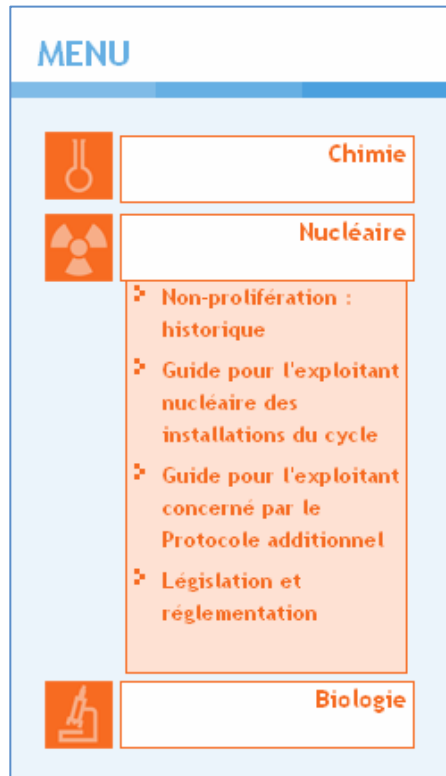 MENU
Chimie
Nucléaire
Non-prolifération :
historique
Guide pour l'exploitant
nucléaire des
installations du cycle
Guide pour l'exploitant
concerné par le
Protocole additionnel
Législation et
réglementation
Biologie